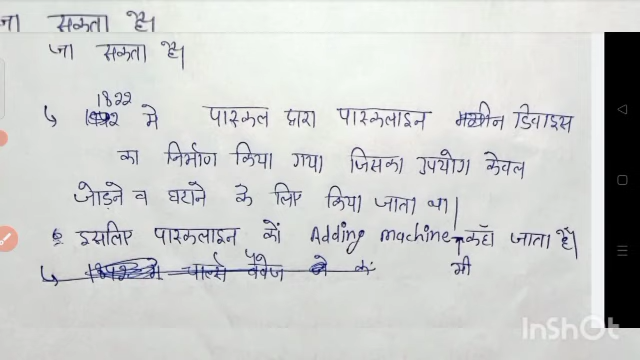 जा सकता है।
जा सकता है।
1822
↳ में पास्कल द्वारा पास्कलाइन मशीन डिवाइस
का निर्माण किया गया जिसका उपयोग केवल
जोड़ने व घटाने के लिए किया जाता था|
इसलिए पास्कलाइन कों Adding machine कहाँ जाता है।
भी
↳ चार्ल्स बैवेज के
InShOt